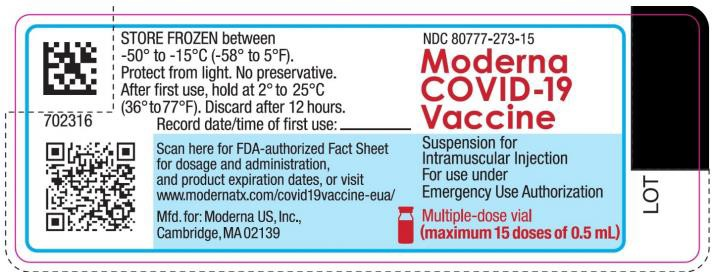 STORE FROZEN between
-50° to -15°C (-58° to 5°F).
Protect from light. No preservative.
After first use, hold at 2° to 25°C
(36° to 77°F). Discard after 12 hours.
Record date/time of first use:
702316
Scan here for FDA-authorized Fact Sheet
for dosage and administration,
and product expiration dates, or visit
www.modernatx.com/covid19vaccine-eua/
Mfd. for: Moderna US, Inc.,
Cambridge, MA 02139
NDC 80777-273-15
Moderna
COVID-19
Vaccine
Suspension for
Intramuscular Injection
For use under
Emergency Use Authorization
Multiple-dose vial
(maximum 15 doses of 0.5 mL)
LOT